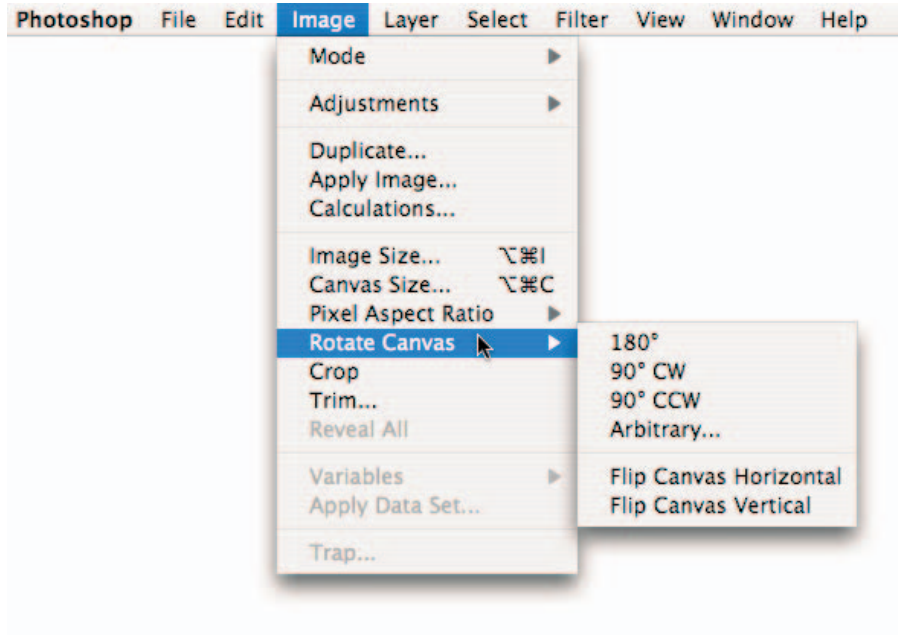 Photoshop File Edit Image Layer Select Filter View Window Help
Mode
Adjustments
Duplicate...
Apply Image...
Calculations...
Image Size... ⌥⌘I
Canvas Size... ⌥⌘C
Pixel Aspect Ratio
Rotate Canvas
Crop
Trim...
Reveal All
Variables
Apply Data Set...
Trap...
180°
90° CW
90° CCW
Arbitrary...
Flip Canvas Horizontal
Flip Canvas Vertical